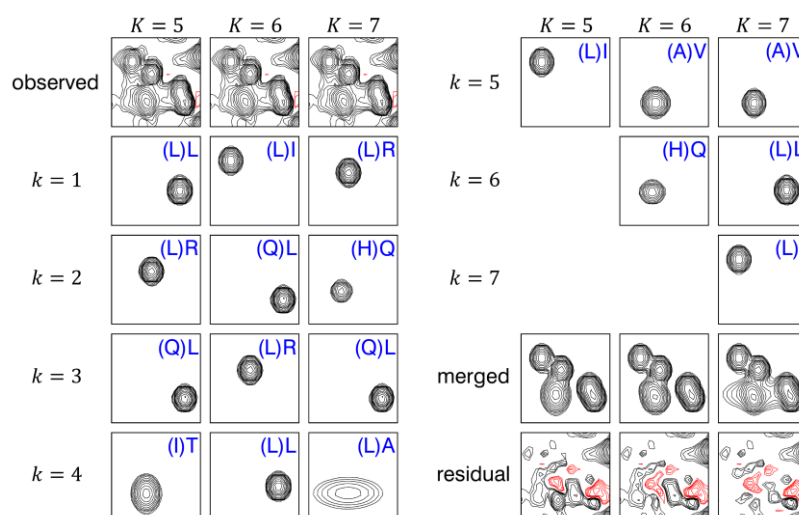 K = 5 K = 6 K = 7
observed
k = 1 (L)L (L)I (L)R
k = 2 (L)R (Q)L (H)Q
k = 3 (Q)L (L)R (Q)L
k = 4 (I)T (L)L (L)A
K = 5 K = 6 K = 7
k = 5 (L)I (A)V (A)V
k = 6 (H)Q (L)L
k = 7 (L)
merged
residual